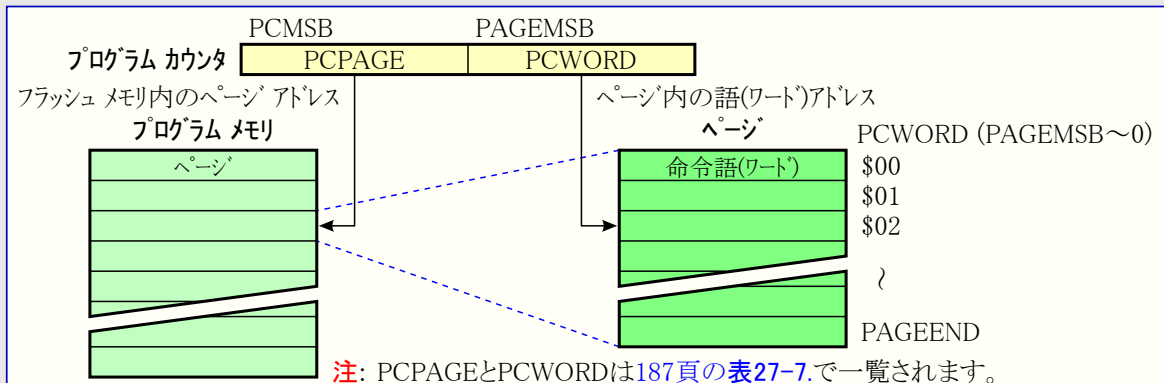 PCMSB PAGEMSB
プログラム カウンタ PCPAGE PCWORD
フラッシュ メモリ内のページ アドレス ページ内の語(ワード)アドレス
プログラム メモリ ページ PCWORD (PAGEMSB～0)
ページ 命令語(ワード) $00
$01
$02
～
PAGEEND
注: PCPAGEとPCWORDは187頁の表27-7.で一覧されます。